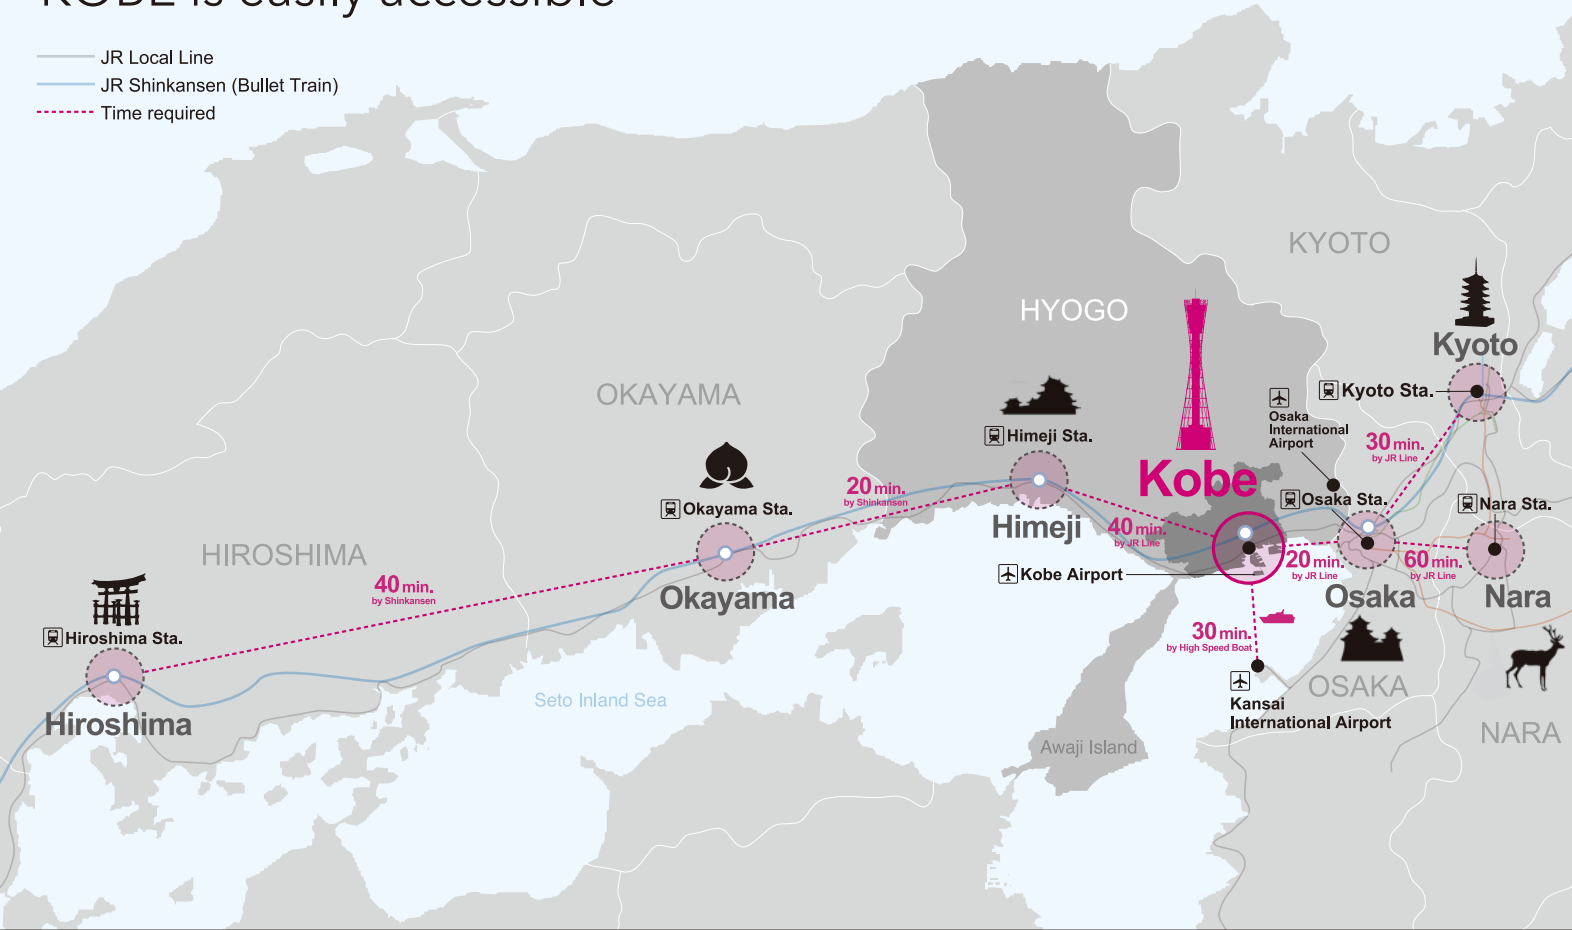 KOBE is easily accessible
JR Local Line
JR Shinkansen (Bullet Train)
Time required
KYOTO
HYOGO
Kyoto
Kyoto Sta.
OKAYAMA
Osaka
International
Airport
30 min.
by JR Line
Himeji Sta.
Kobe
20 min.
by Shinkansen
Osaka Sta.
Nara Sta.
Okayama Sta.
Himeji
40 min.
by JR Line
HIROSHIMA
20 min.
by JR Line
60 min.
by JR Line
Kobe Airport
40 min.
by Shinkansen
Okayama
Osaka
Nara
Hiroshima Sta.
30 min.
by High Speed Boat
Seto Inland Sea
OSAKA
Kansai
International Airport
Hiroshima
NARA
Awaji Island